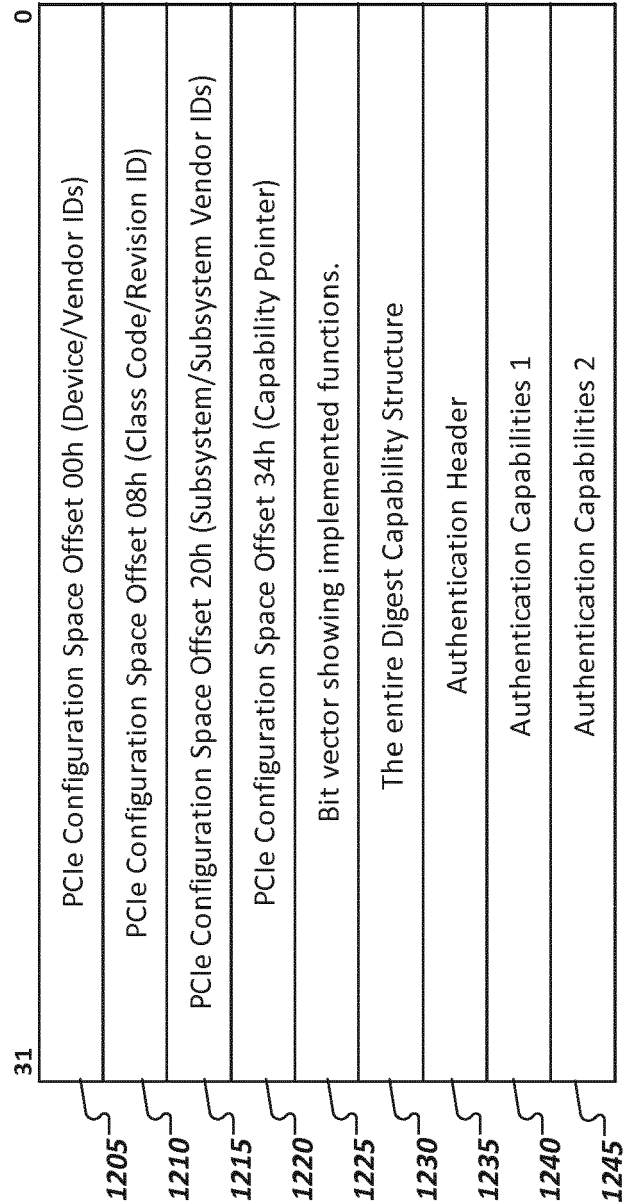 31 0
1205 PCIe Configuration Space Offset 00h (Device/Vendor IDs)
1210 PCIe Configuration Space Offset 08h (Class Code/Revision ID)
1215 PCIe Configuration Space Offset 20h (Subsystem/Subsystem Vendor IDs)
1220 PCIe Configuration Space Offset 34h (Capability Pointer)
1225 Bit vector showing implemented functions.
1230 The entire Digest Capability Structure
1235 Authentication Header
1240 Authentication Capabilities 1
1245 Authentication Capabilities 2